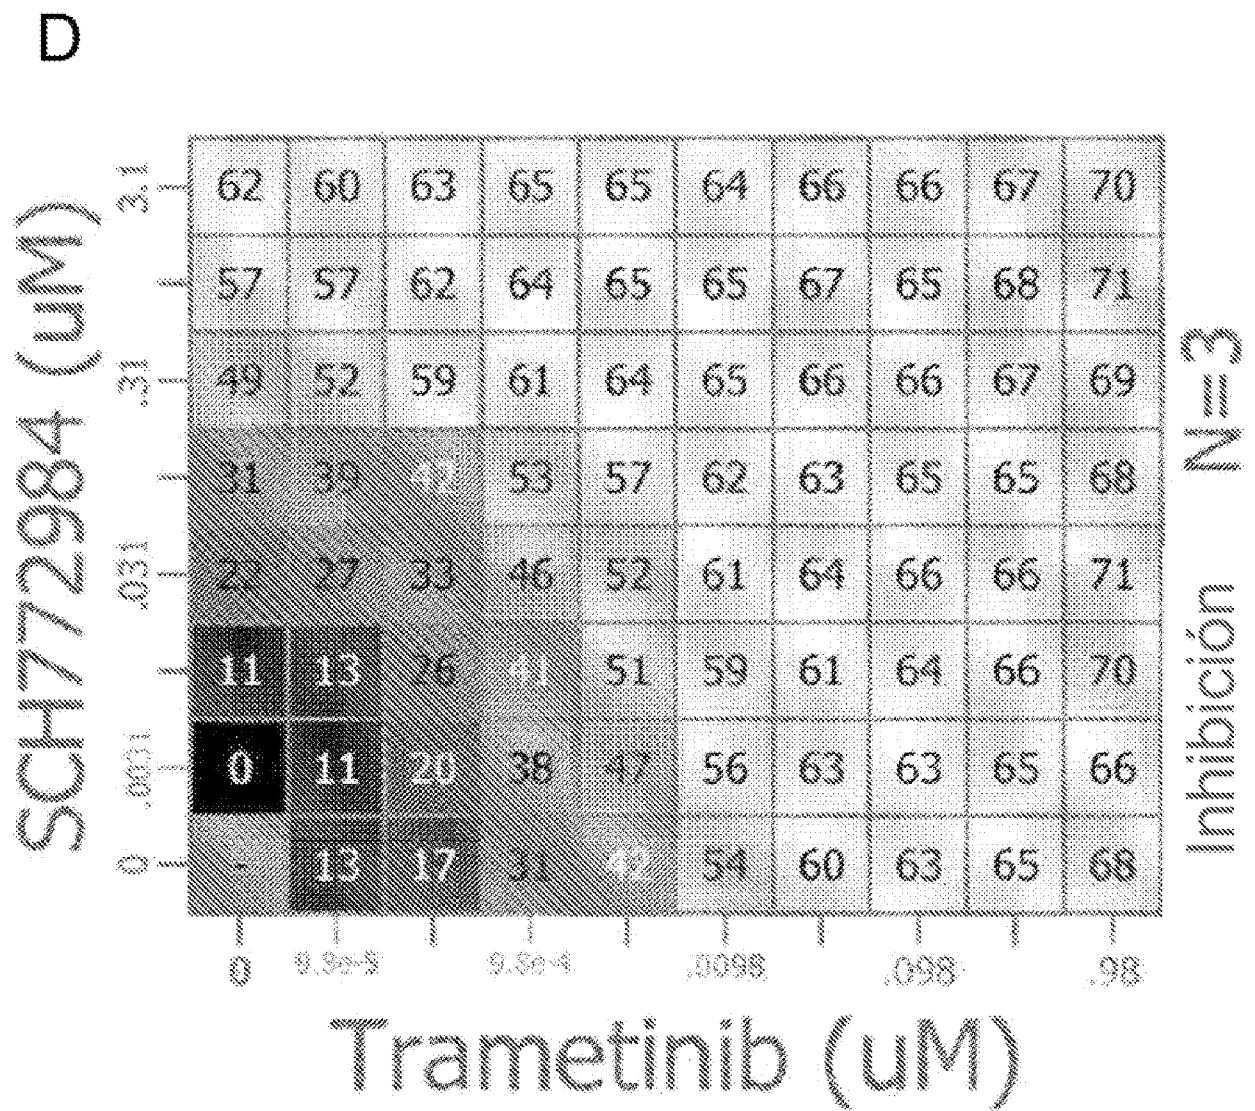 D
SCH772984 (uM)
3.1 62 60 63 65 65 64 66 66 67 70
57 57 62 64 65 65 67 65 68 71
.31 49 52 59 61 64 65 66 66 67 69
31 39 53 57 62 63 65 65 68
.031 22 27 33 46 52 61 64 66 66 71
11 13 26 41 51 59 61 64 66 70
.0031 0 11 20 38 47 56 63 63 65 66
0 - 13 17 31 54 60 63 65 68
0 9.8e-5 9.8e-4 .0098 .098 .98
Trametinib (uM)
Inhibición N=3